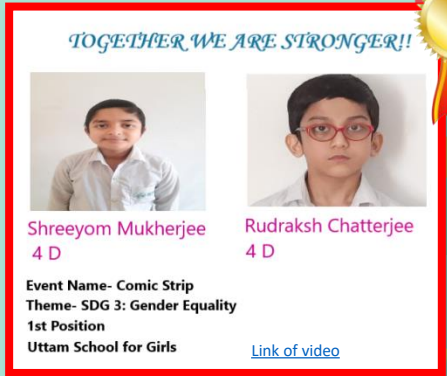 TOGETHER WE ARE STRONGER!!
Shreeyom Mukherjee
4 D
Rudraksh Chatterjee
4 D
Event Name- Comic Strip
Theme- SDG 3: Gender Equality
1st Position
Uttam School for Girls
Link of video